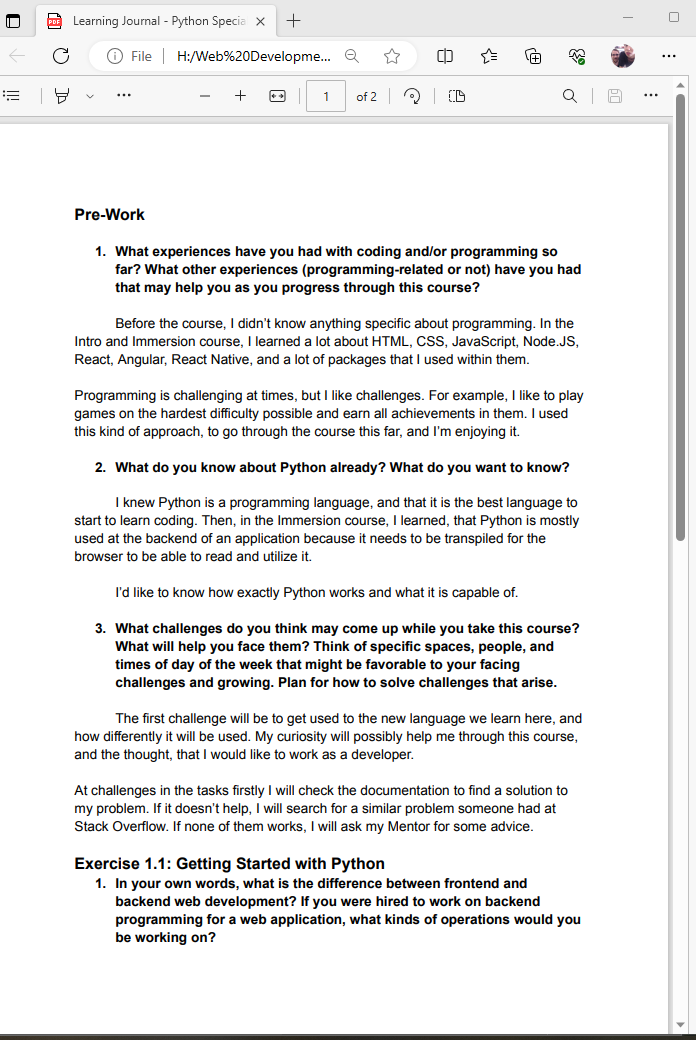 Learning Journal - Python Specia
File
H:/Web%20Developme...
1 of 2
Pre-Work
1. What experiences have you had with coding and/or programming so
far? What other experiences (programming-related or not) have you had
that may help you as you progress through this course?
Before the course, I didn't know anything specific about programming. In the
Intro and Immersion course, I learned a lot about HTML, CSS, JavaScript, Node.JS,
React, Angular, React Native, and a lot of packages that I used within them.
Programming is challenging at times, but I like challenges. For example, I like to play
games on the hardest difficulty possible and earn all achievements in them. I used
this kind of approach, to go through the course this far, and I'm enjoying it.
2. What do you know about Python already? What do you want to know?
I knew Python is a programming language, and that it is the best language to
start to learn coding. Then, in the Immersion course, I learned, that Python is mostly
used at the backend of an application because it needs to be transpiled for the
browser to be able to read and utilize it.
I'd like to know how exactly Python works and what it is capable of.
3. What challenges do you think may come up while you take this course?
What will help you face them? Think of specific spaces, people, and
times of day of the week that might be favorable to your facing
challenges and growing. Plan for how to solve challenges that arise.
The first challenge will be to get used to the new language we learn here, and
how differently it will be used. My curiosity will possibly help me through this course,
and the thought, that I would like to work as a developer.
At challenges in the tasks firstly I will check the documentation to find a solution to
my problem. If it doesn't help, I will search for a similar problem someone had at
Stack Overflow. If none of them works, I will ask my Mentor for some advice.
Exercise 1.1: Getting Started with Python
1. In your own words, what is the difference between frontend and
backend web development? If you were hired to work on backend
programming for a web application, what kinds of operations would you
be working on?